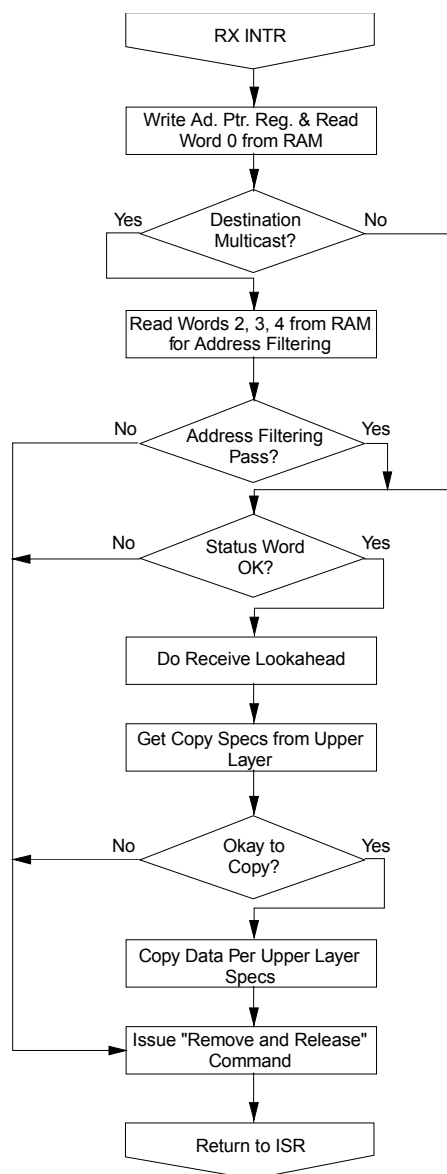 RX INTR
Write Ad. Ptr. Reg. & Read
Word 0 from RAM
Yes
Destination
Multicast?
No
Read Words 2, 3, 4 from RAM
for Address Filtering
No
Address Filtering
Pass?
Yes
No
Status Word
OK?
Yes
Do Receive Lookahead
Get Copy Specs from Upper
Layer
No
Okay to
Copy?
Yes
Copy Data Per Upper Layer
Specs
Issue "Remove and Release"
Command
Return to ISR